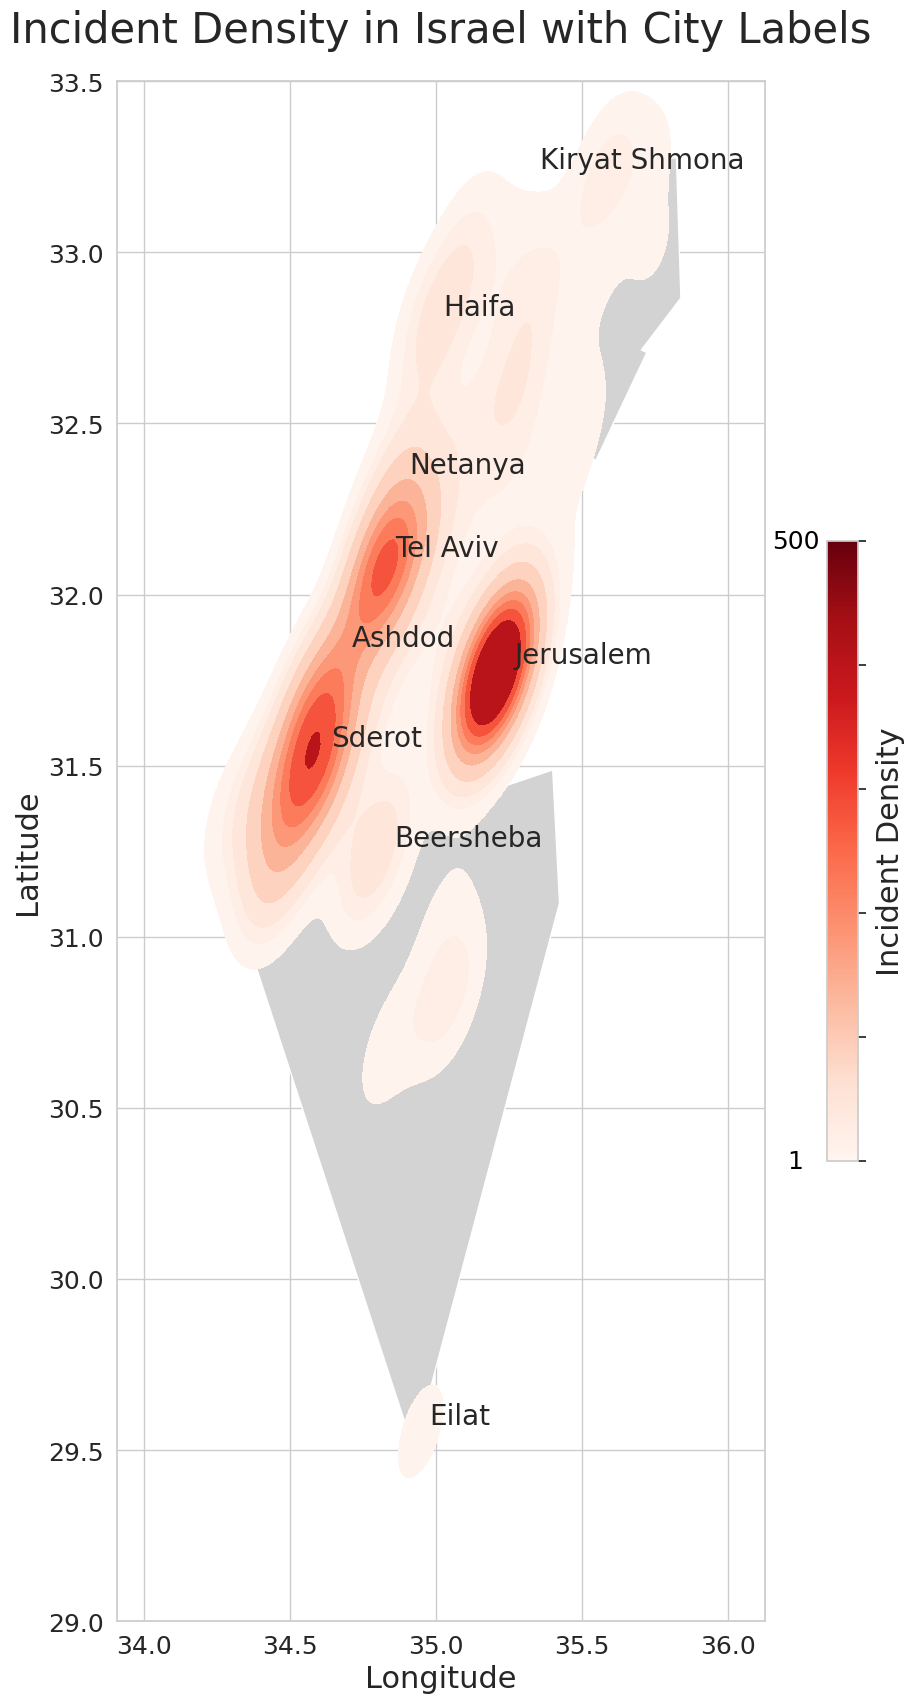 Incident Density in Israel with City Labels
33.5
33.0
32.5
32.0
31.5
31.0
30.5
30.0
29.5
29.0
Latitude
Kiryat Shmona
Haifa
Netanya
Tel Aviv
Ashdod
Jerusalem
Sderot
Beersheba
Eilat
34.0 34.5 35.0 35.5 36.0
Longitude
500
1
Incident Density